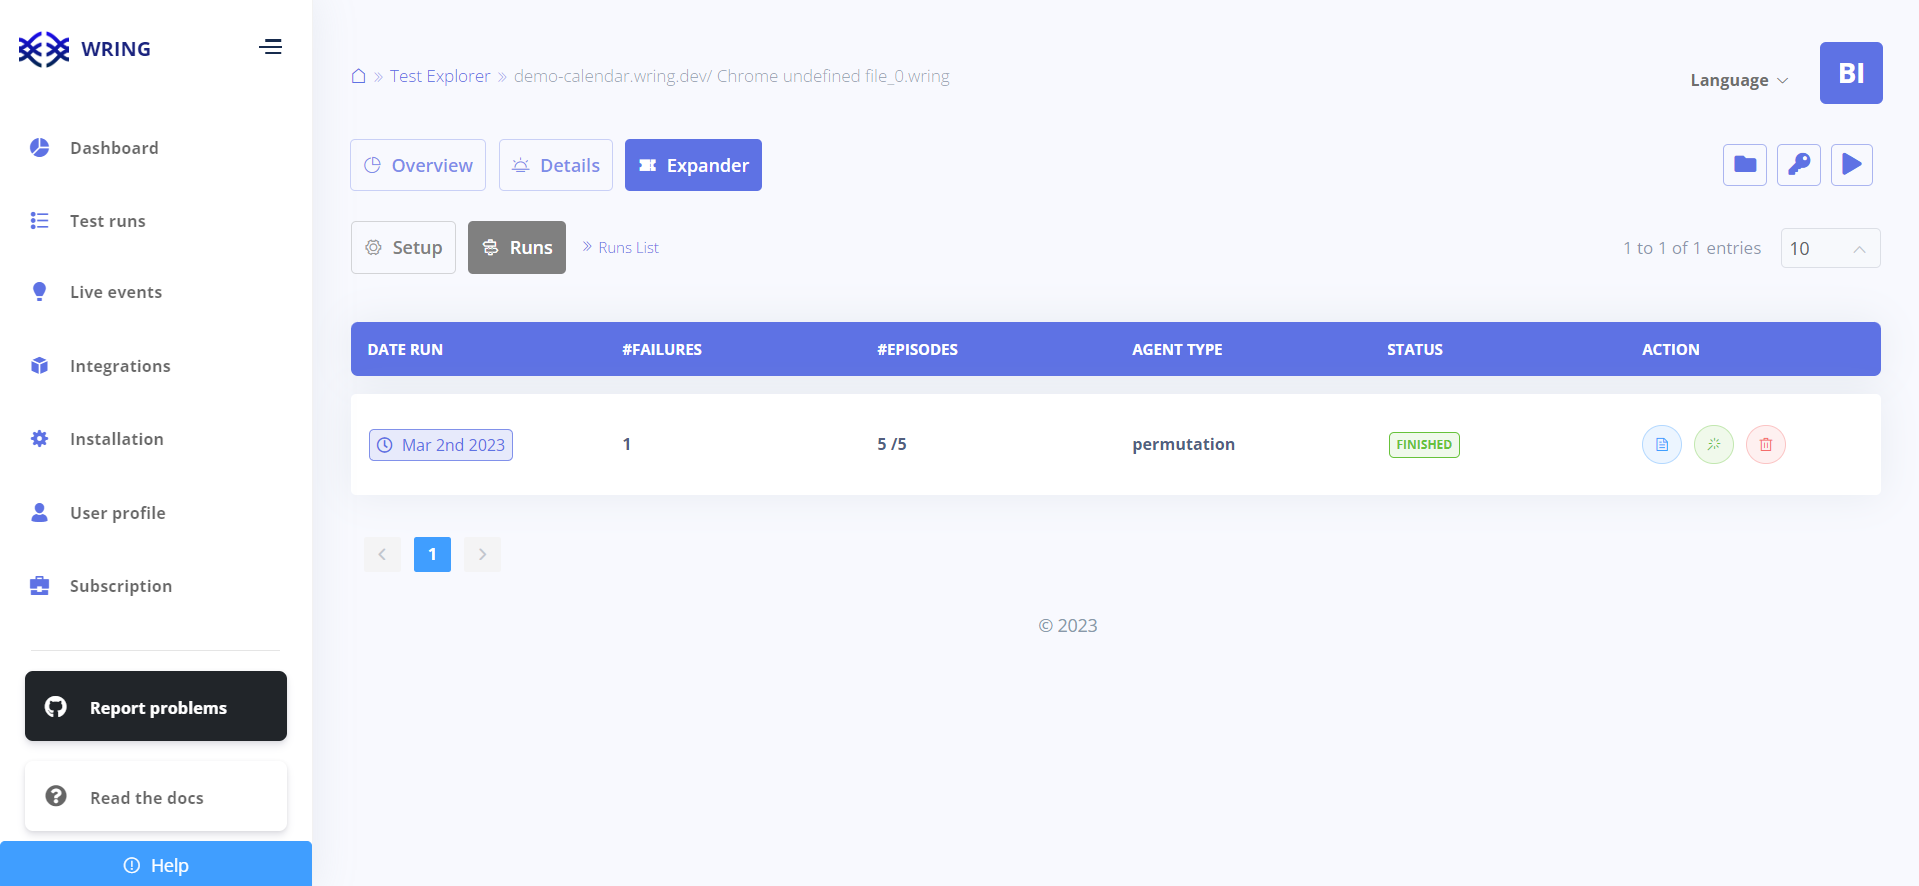 WRING
Dashboard
Test runs
Live events
Integrations
Installation
User profile
Subscription
Report problems
Read the docs
Help
Test Explorer » demo-calendar.wring.dev/ Chrome undefined file_0.wring
Language
BI
Overview
Details
Expander
Setup
Runs
» Runs List
1 to 1 of 1 entries
10
DATE RUN #FAILURES #EPISODES AGENT TYPE STATUS ACTION
Mar 2nd 2023 1 5 /5 permutation FINISHED
1
© 2023